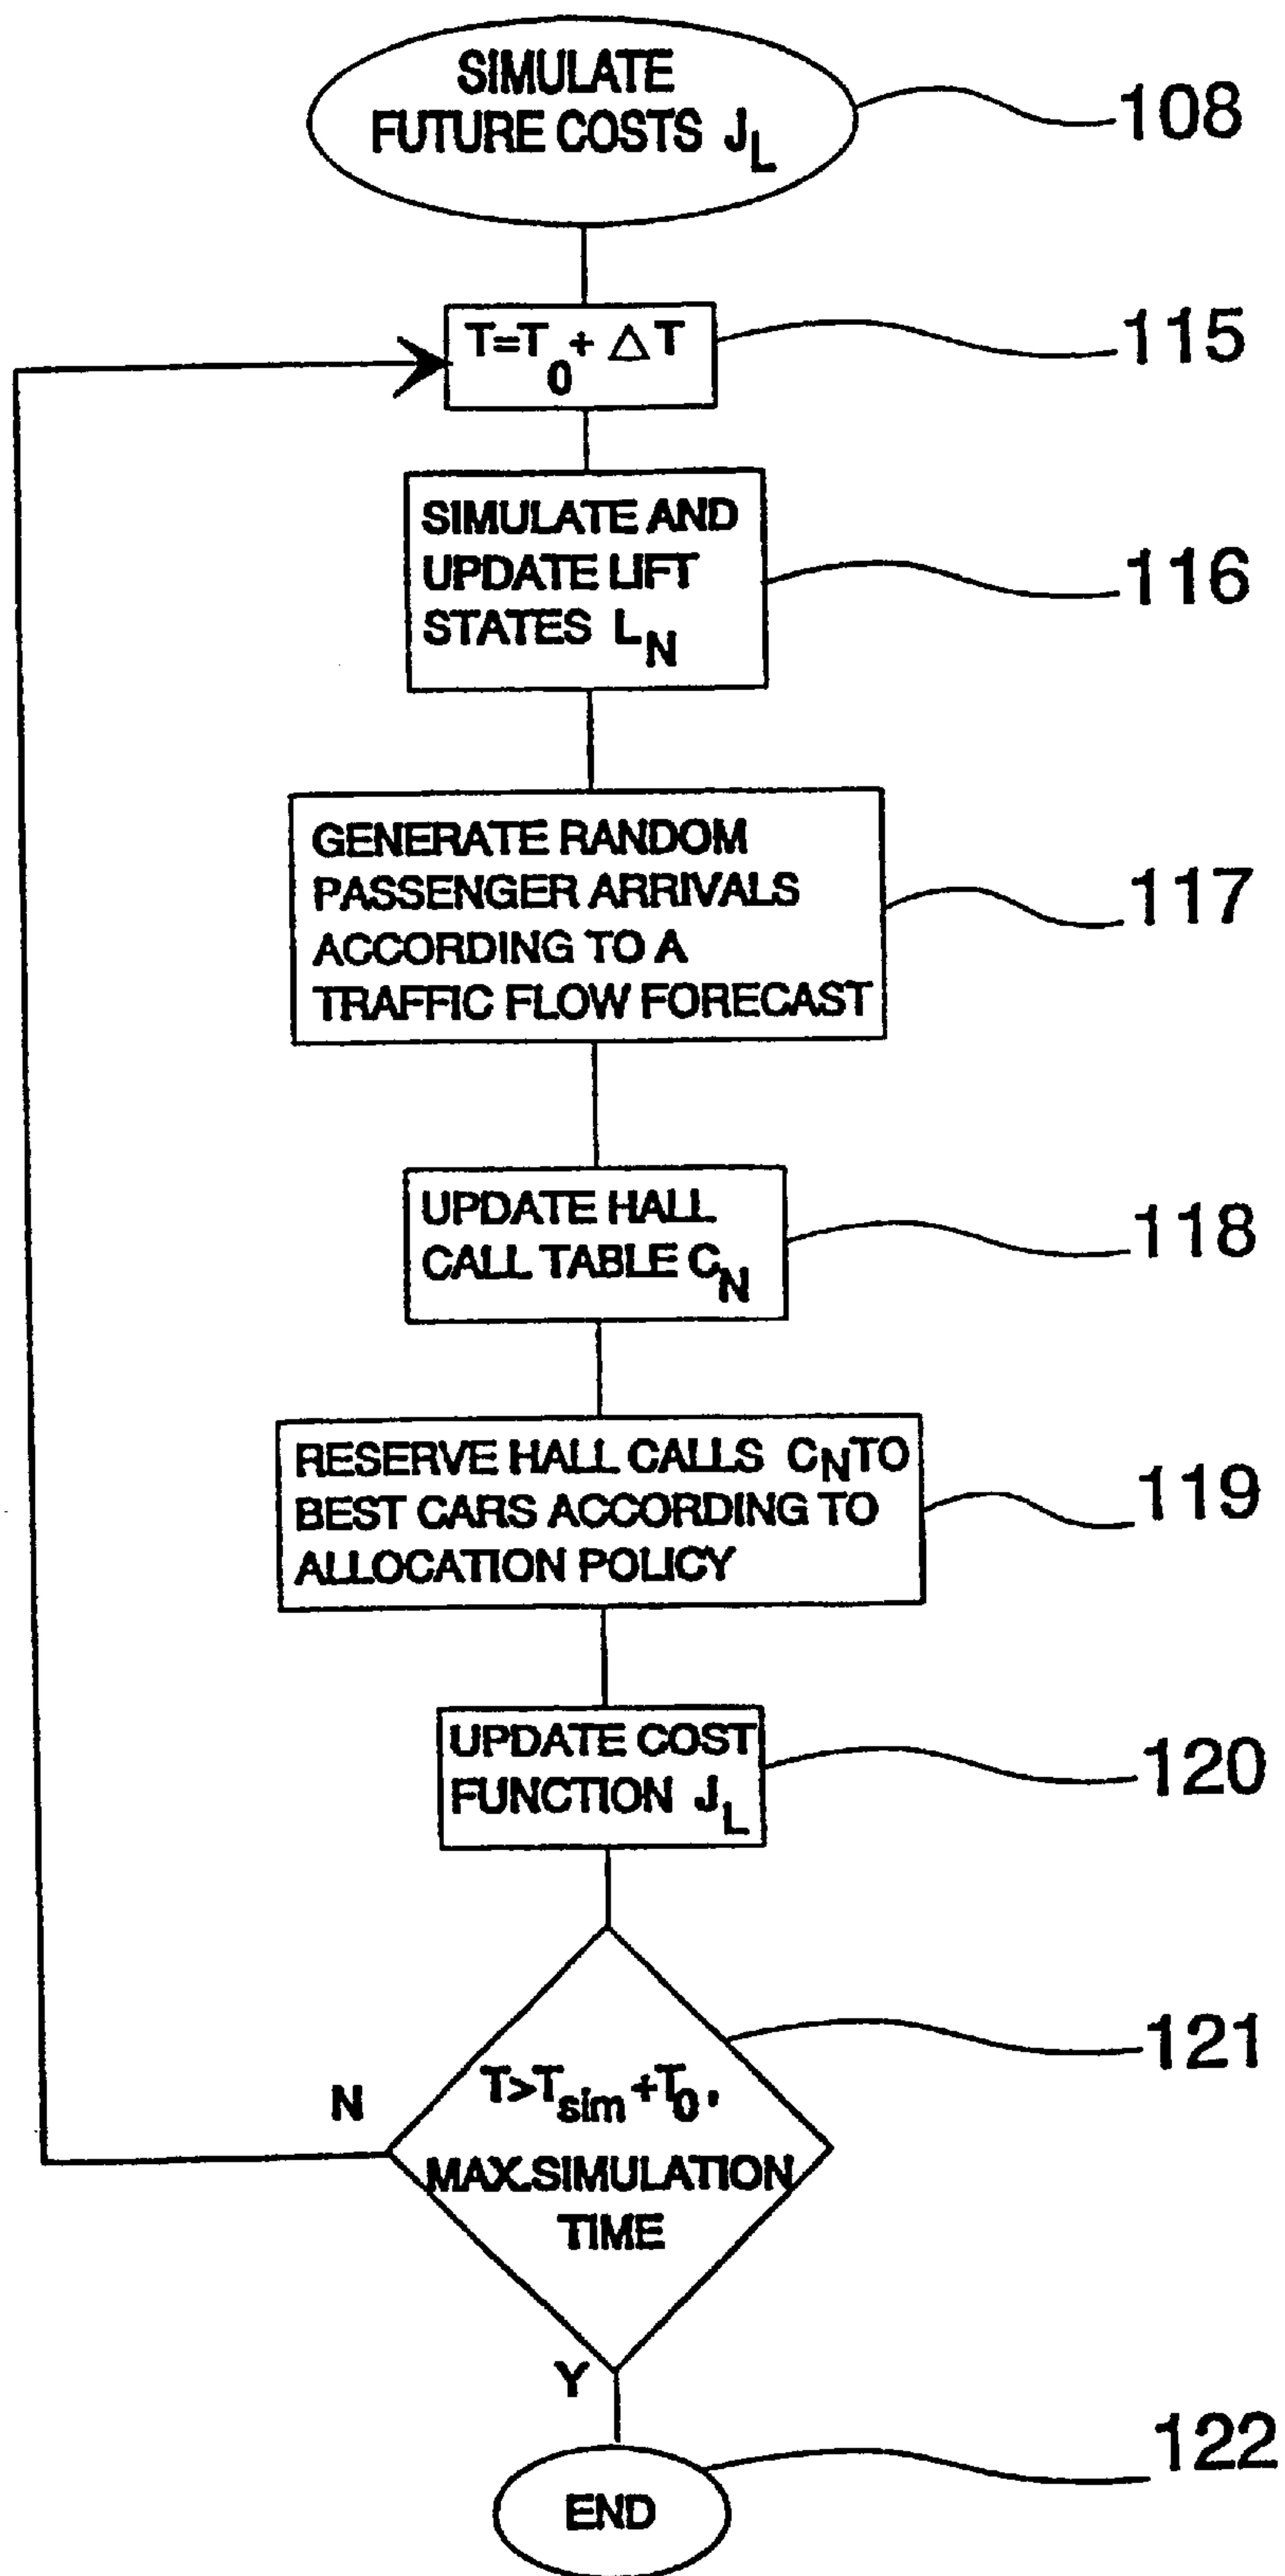 SIMULATE
FUTURE COSTS J_L
108
T=T_0+ △T
115
SIMULATE AND
UPDATE LIFT
STATES L_N
116
GENERATE RANDOM
PASSENGER ARRIVALS
ACCORDING TO A
TRAFFIC FLOW FORECAST
117
UPDATE HALL
CALL TABLE C_N
118
RESERVE HALL CALLS C_N TO
BEST CARS ACCORDING TO
ALLOCATION POLICY
119
UPDATE COST
FUNCTION J_L
120
T>T_sim+T_0,
MAX.SIMULATION
TIME
121
N
Y
END
122